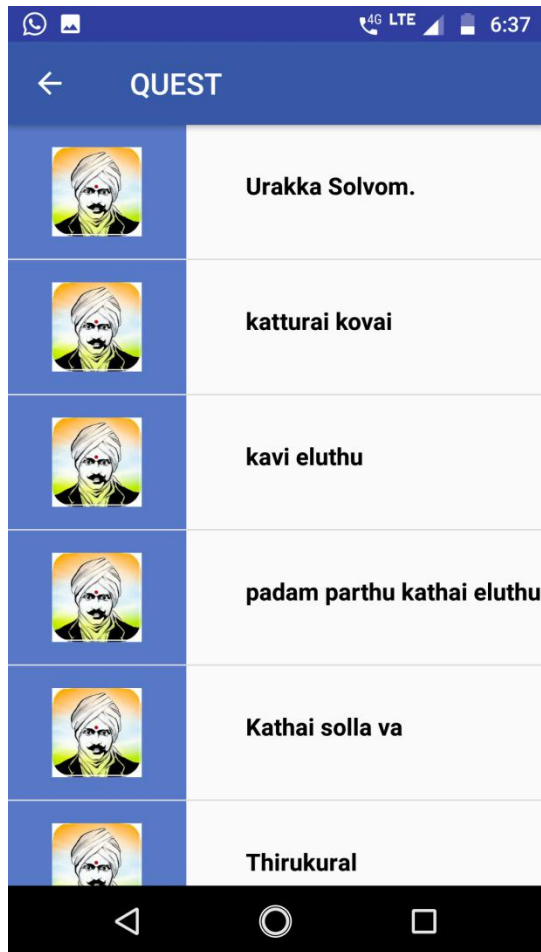 4G LTE 6:37
QUEST
Urakka Solvom.
katturai kovai
kavi eluthu
padam parthu kathai eluthu
Kathai solla va
Thirukural